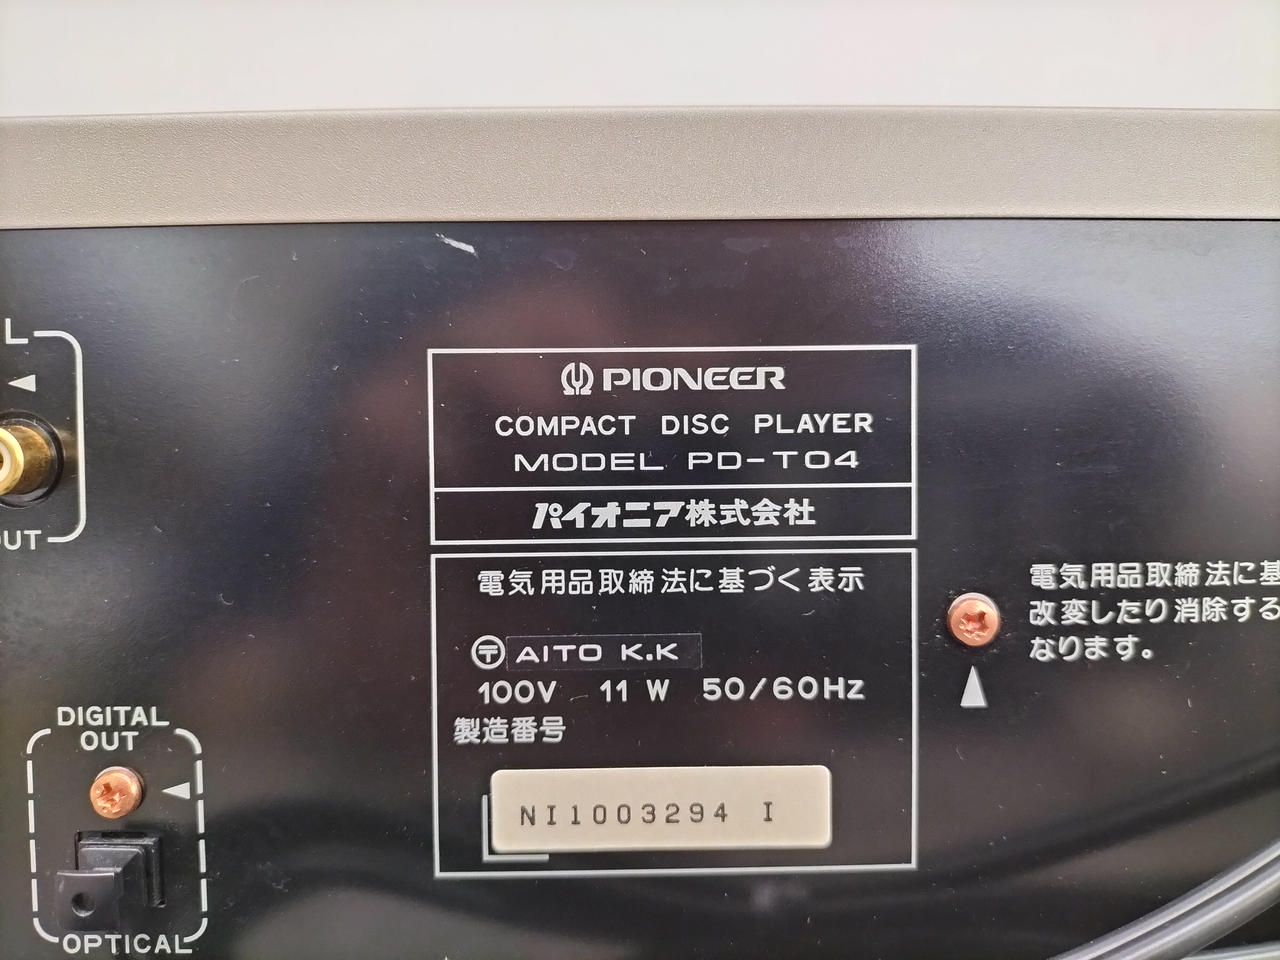 L
OUT
PIONEER
COMPACT DISC PLAYER
MODEL PD-T04
パイオニア株式会社
電気用品取締法に基づく表示
〒 AITO K.K
100V 11 W 50/60Hz
製造番号
NI1003294 I
電気用品取締法に基
改変したり消除する
なります。
DIGITAL
OUT
OPTICAL